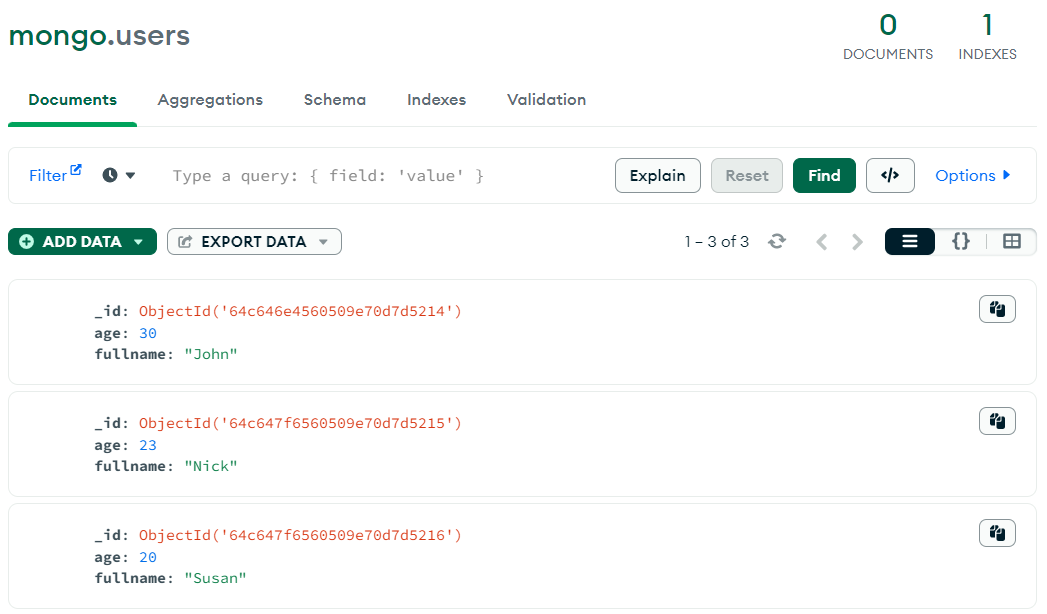 mongo.users
0 1
DOCUMENTS INDEXES
Documents Aggregations Schema Indexes Validation
Filter Type a query: { field: 'value' } Explain Reset Find </> Options
ADD DATA EXPORT DATA 1 – 3 of 3 {}
_id: ObjectId('64c646e4560509e70d7d5214')
age: 30
fullname: "John"
_id: ObjectId('64c647f6560509e70d7d5215')
age: 23
fullname: "Nick"
_id: ObjectId('64c647f6560509e70d7d5216')
age: 20
fullname: "Susan"